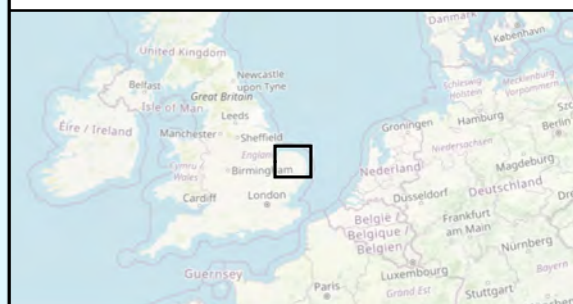 Danmark
København
United Kingdom
Newcastle
upon Tyne
Schleswig
Holstein
Mecklenburg
Vorpommern
Belfast
Great Britain
Isle of Man
Leeds
Groningen
Hamburg
Éire / Ireland
Manchester
Sheffield
Berlin
England
Niedersachsen
Cymru /
Wales
Birmingham
Nederland
Magdeburg
Cardiff
London
Düsseldorf
Deutschland
België /
Belgique /
Belgien
Frankfurt
am Main
Dre
Guernsey
Luxembourg
Nürnberg
Paris
Grand Est
Stuttgart
Bayern